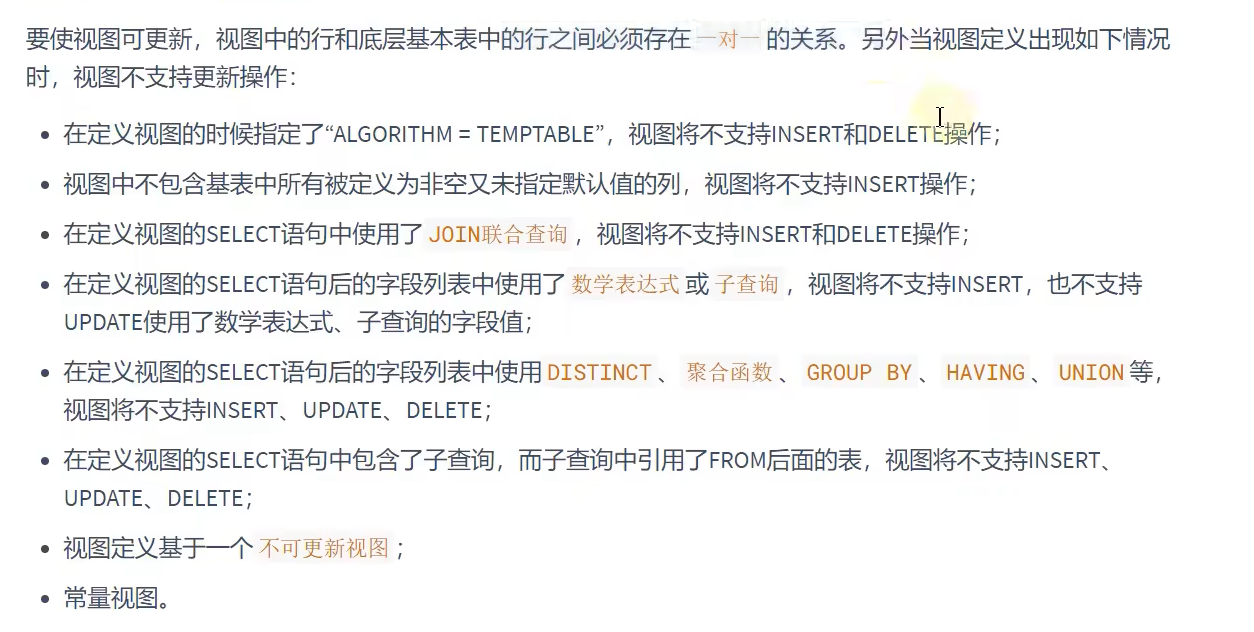 要使视图可更新，视图中的行和底层基本表中的行之间必须存在 一对一 的关系。另外当视图定义出现如下情况
时，视图不支持更新操作：
• 在定义视图的时候指定了“ALGORITHM = TEMPTABLE”，视图将不支持INSERT和DELETE操作；
• 视图中不包含基表中所有被定义为非空又未指定默认值的列，视图将不支持INSERT操作；
• 在定义视图的SELECT语句中使用了 JOIN联合查询 ，视图将不支持INSERT和DELETE操作；
• 在定义视图的SELECT语句后的字段列表中使用了 数学表达式 或 子查询 ，视图将不支持INSERT，也不支持
UPDATE使用了数学表达式、子查询的字段值；
• 在定义视图的SELECT语句后的字段列表中使用 DISTINCT 、 聚合函数 、 GROUP BY 、 HAVING 、 UNION 等，
视图将不支持INSERT、UPDATE、DELETE；
• 在定义视图的SELECT语句中包含了子查询，而子查询中引用了FROM后面的表，视图将不支持INSERT、
UPDATE、DELETE；
• 视图定义基于一个 不可更新视图 ；
• 常量视图。